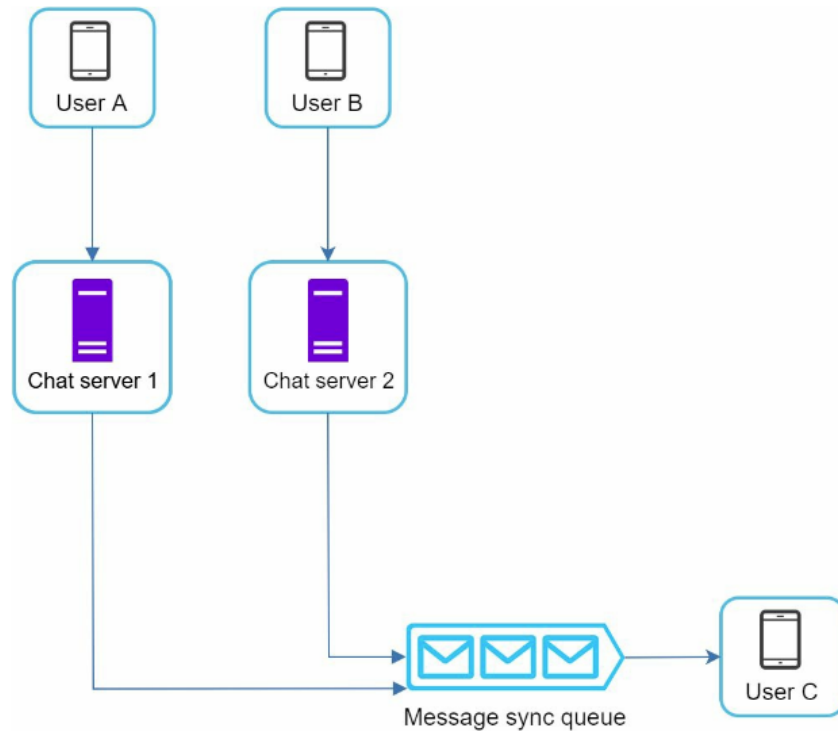 User A
User B
Chat server 1
Chat server 2
Message sync queue
User C